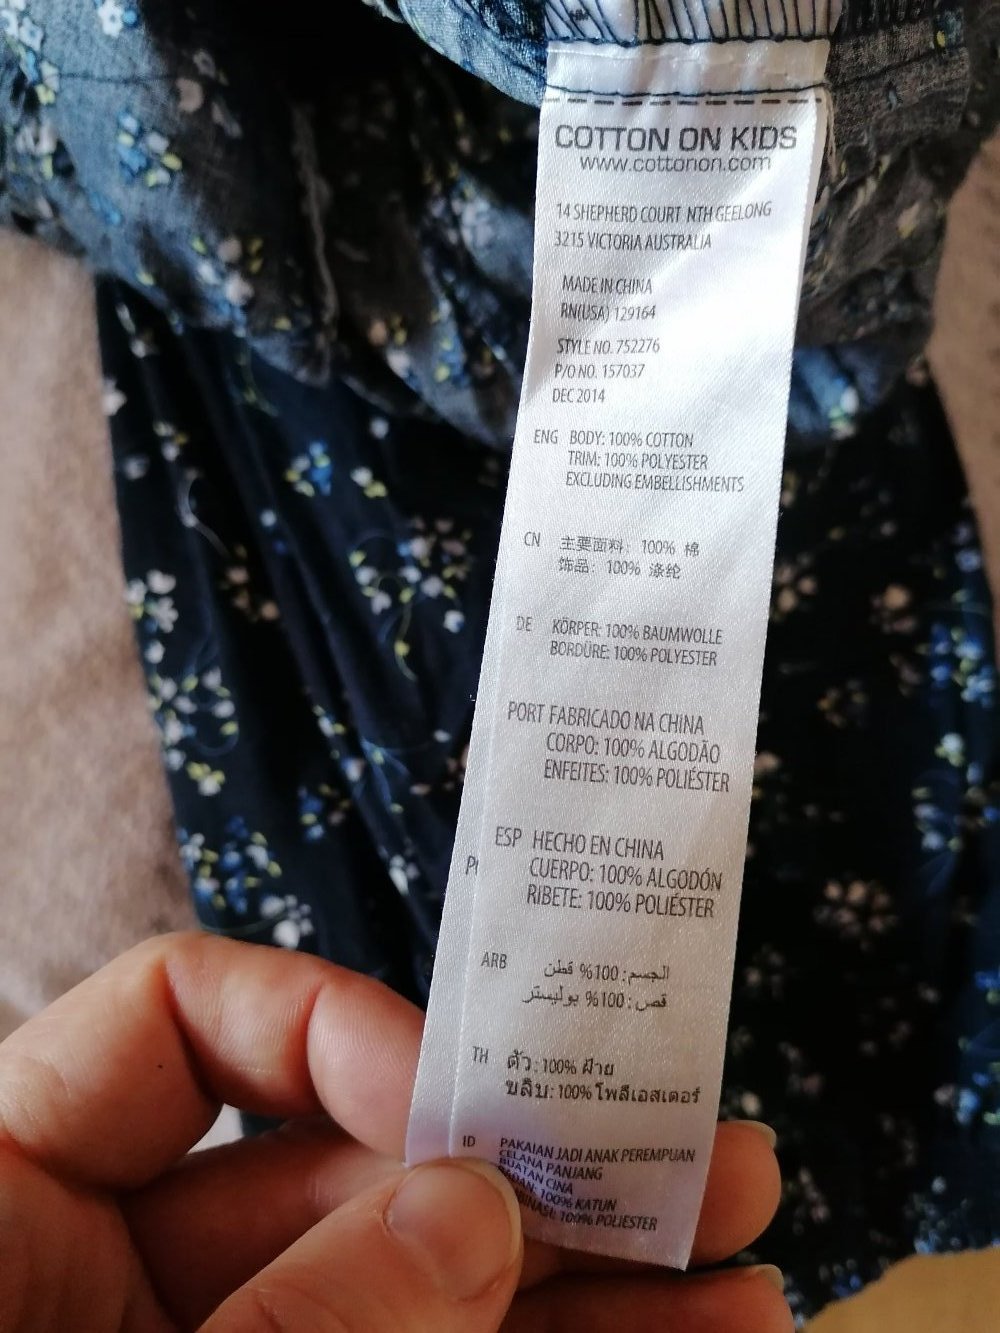 COTTON ON KIDS
www.cottonon.com
14 SHEPHERD COURT NTH GEELONG
3215 VICTORIA AUSTRALIA
MADE IN CHINA
RN(USA) 129164
STYLE NO. 752276
P/O NO. 157037
DEC 2014
ENG BODY: 100% COTTON
TRIM: 100% POLYESTER
EXCLUDING EMBELLISHMENTS
CN 主要面料: 100% 棉
饰品: 100% 涤纶
DE KÖRPER: 100% BAUMWOLLE
BORDÜRE: 100% POLYESTER
PORT FABRICADO NA CHINA
CORPO: 100% ALGODÃO
ENFEITES: 100% POLIÉSTER
ESP HECHO EN CHINA
CUERPO: 100% ALGODÓN
RIBETE: 100% POLIÉSTER
ARB الجسم: 100% قطن
قص: 100% بوليستر
TH ตัว: 100% ฝ้าย
ขลิบ: 100% โพลีเอสเตอร์
ID PAKAIAN JADI ANAK PEREMPUAN
CELANA PANJANG
BUATAN CINA
100% KATUN
100% POLIESTER